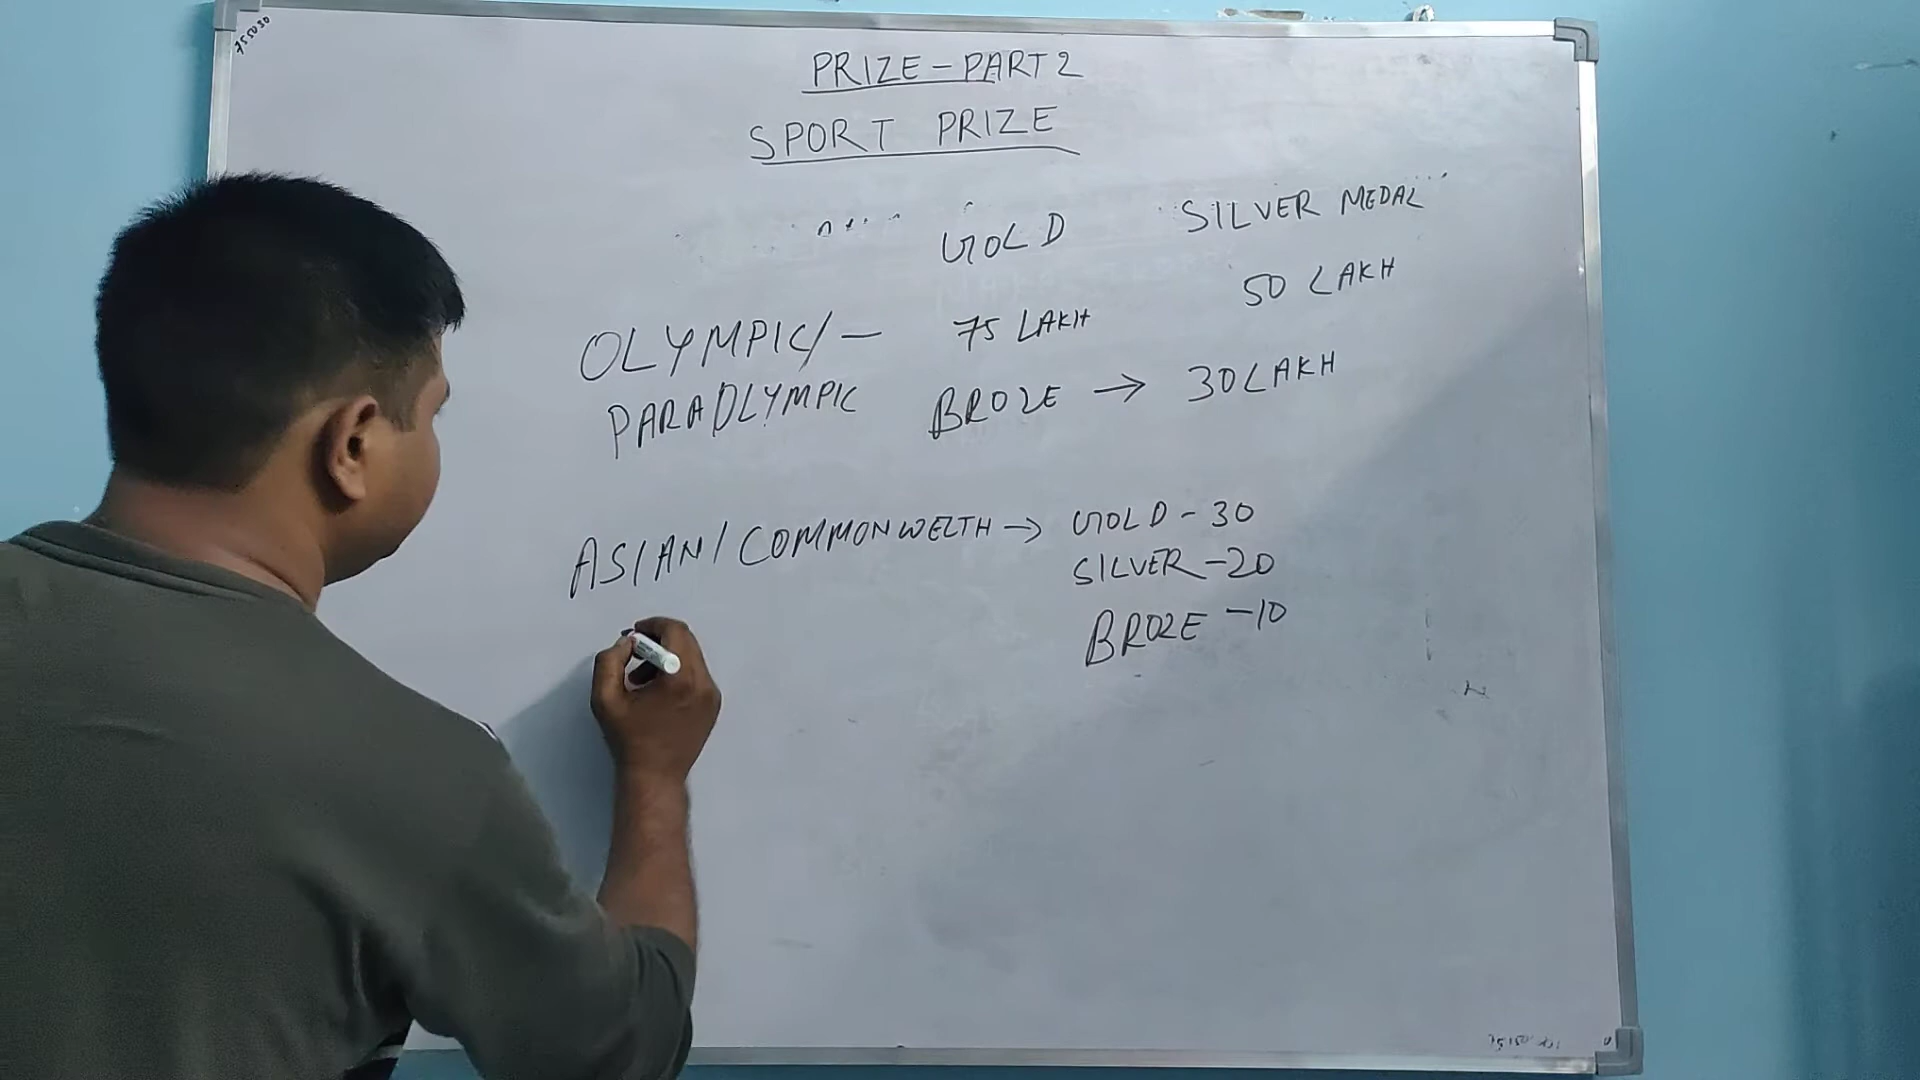 PRIZE-PART 2
SPORT PRIZE
GOLD SILVER MEDAL
OLYMPIC/ - 75 LAKH 50 LAKH
PARAOLYMPIC BROZE → 30 LAKH
ASIAN/COMMONWELTH → GOLD - 30
SILVER - 20
BROZE - 10